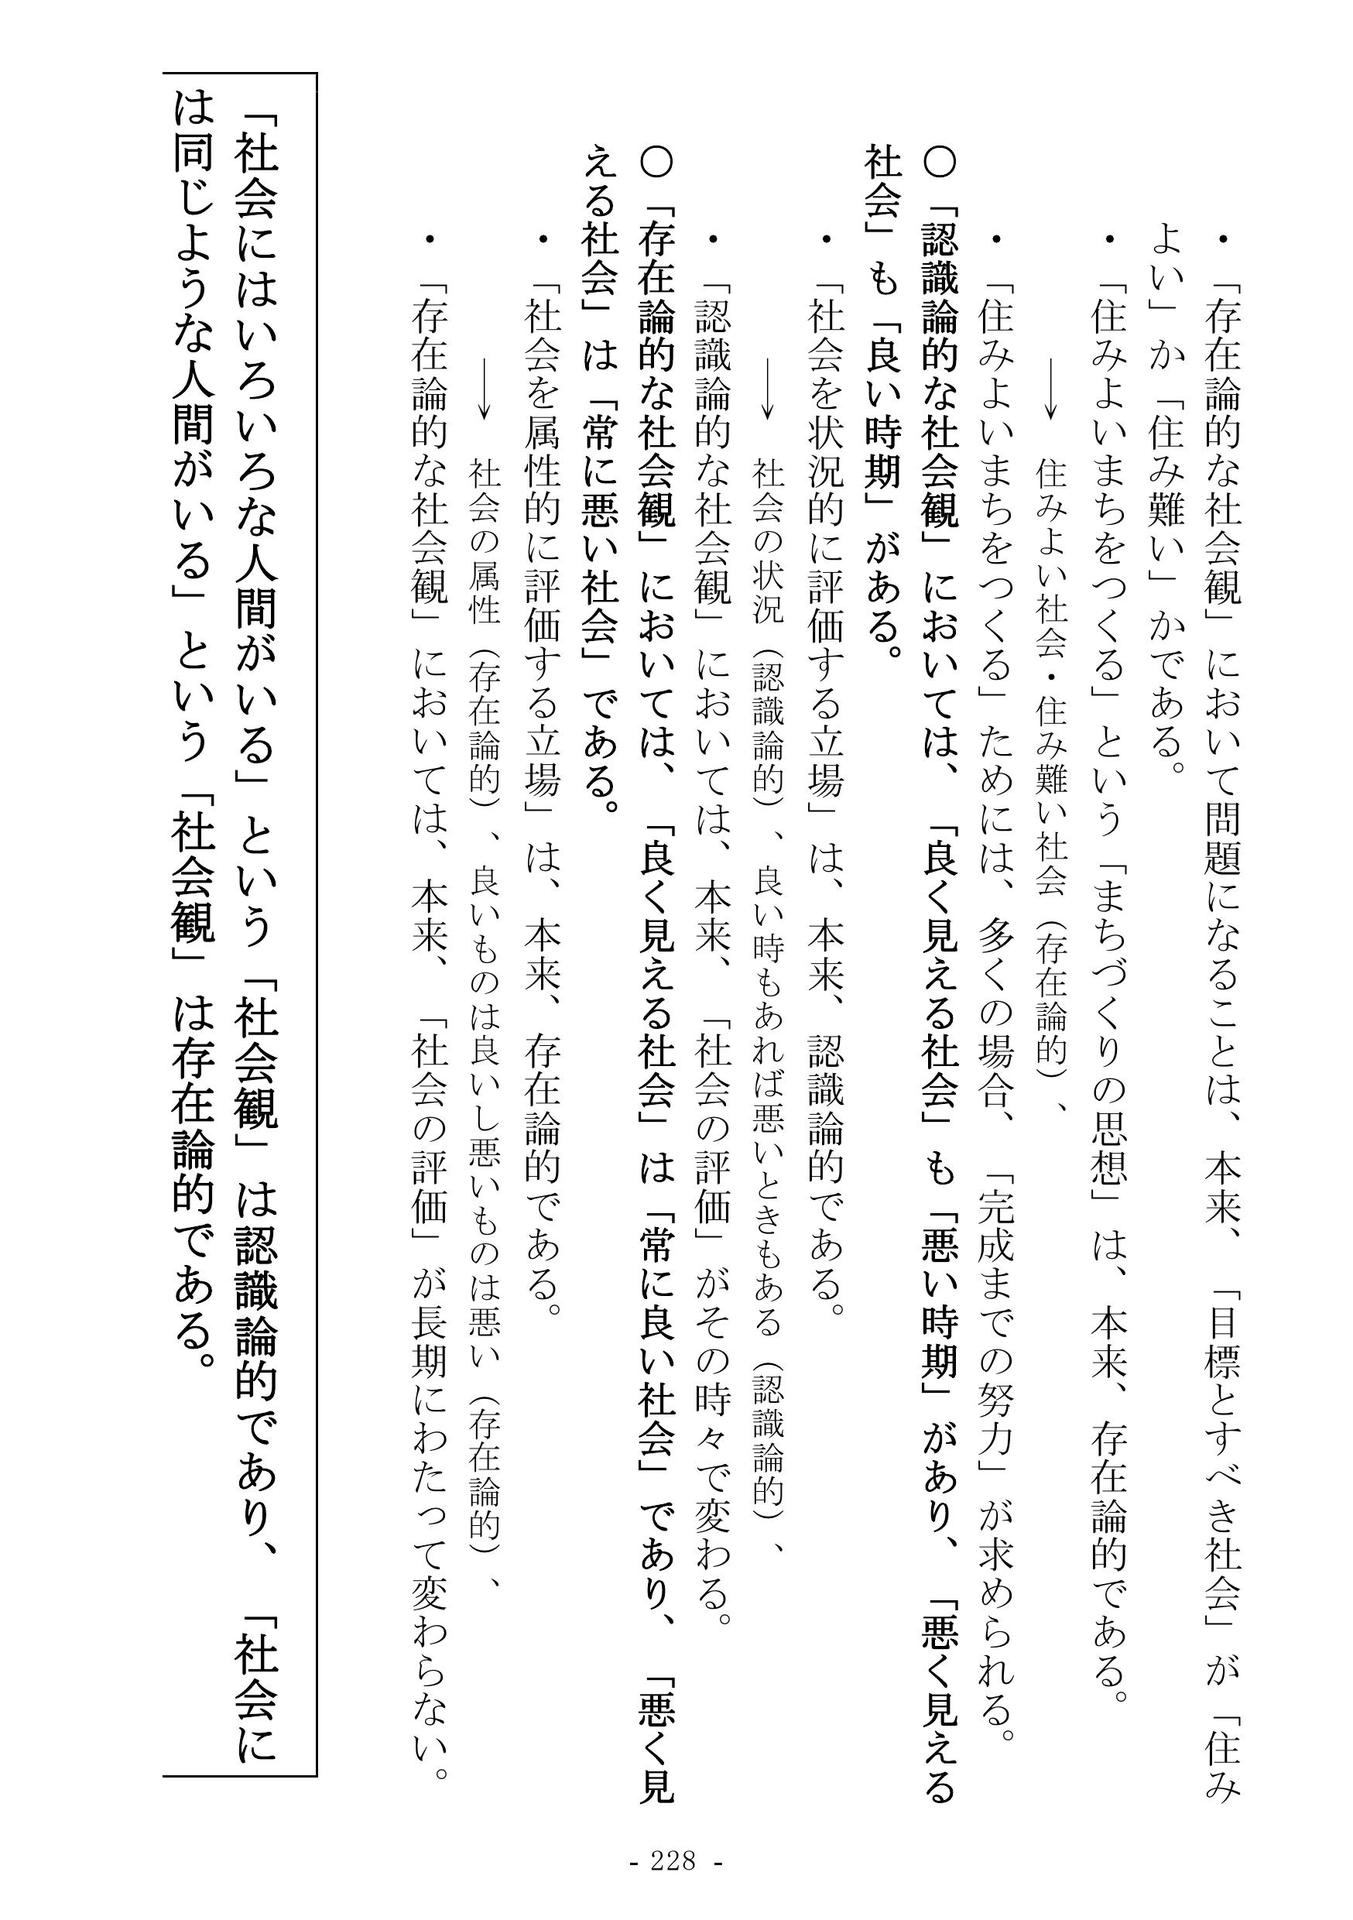 ・「存在論的な社会観」において問題になることは、本来、「目標とすべき社会」が「住み
よい」か「住み難い」かである。
・「住みよいまちをつくる」という「まちづくりの思想」は、本来、存在論的である。
→ 住みよい社会・住み難い社会（存在論的）、
・「住みよいまちをつくる」ためには、多くの場合、「完成までの努力」が求められる。
〇「認識論的な社会観」においては、「良く見える社会」も「悪い時期」があり、「悪く見える
社会」も「良い時期」がある。
・「社会を状況的に評価する立場」は、本来、認識論的である。
→ 社会の状況（認識論的）、良い時もあれば悪いときもある（認識論的）、
・「認識論的な社会観」においては、本来、「社会の評価」がその時々で変わる。
〇「存在論的な社会観」においては、「良く見える社会」は「常に良い社会」であり、「悪く見
える社会」は「常に悪い社会」である。
・「社会を属性的に評価する立場」は、本来、存在論的である。
→ 社会の属性（存在論的）、良いものは良いし悪いものは悪い（存在論的）、
・「存在論的な社会観」においては、本来、「社会の評価」が長期にわたって変わらない。
「社会にはいろいろな人間がいる」という「社会観」は認識論的であり、「社会に
は同じような人間がいる」という「社会観」は存在論的である。
- 228 -